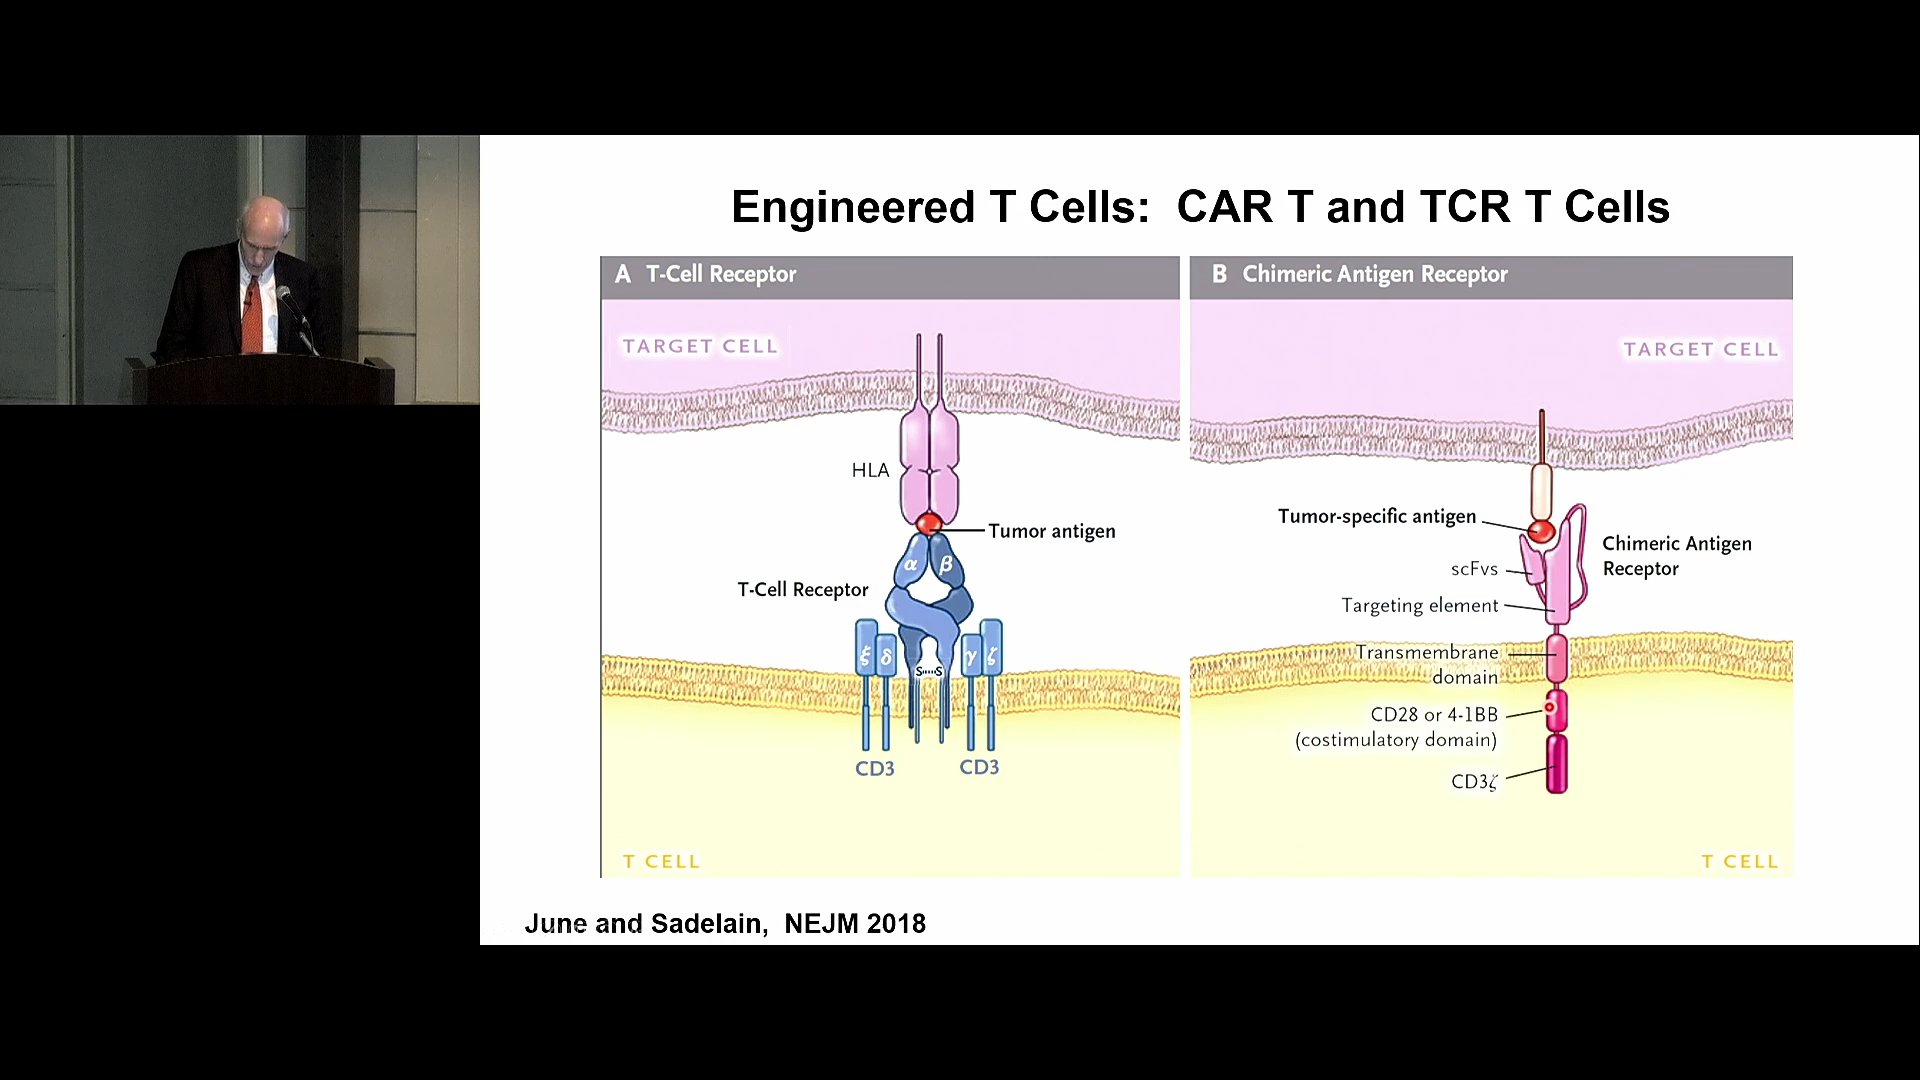 Engineered T Cells: CAR T and TCR T Cells
A T-Cell Receptor
TARGET CELL
HLA
Tumor antigen
α β
T-Cell Receptor
ξ δ γ ζ
S S
CD3 CD3
T CELL
B Chimeric Antigen Receptor
TARGET CELL
Tumor-specific antigen
Chimeric Antigen
Receptor
scFvs
Targeting element
Transmembrane
domain
CD28 or 4-1BB
(costimulatory domain)
CD3ζ
T CELL
June and Sadelain, NEJM 2018